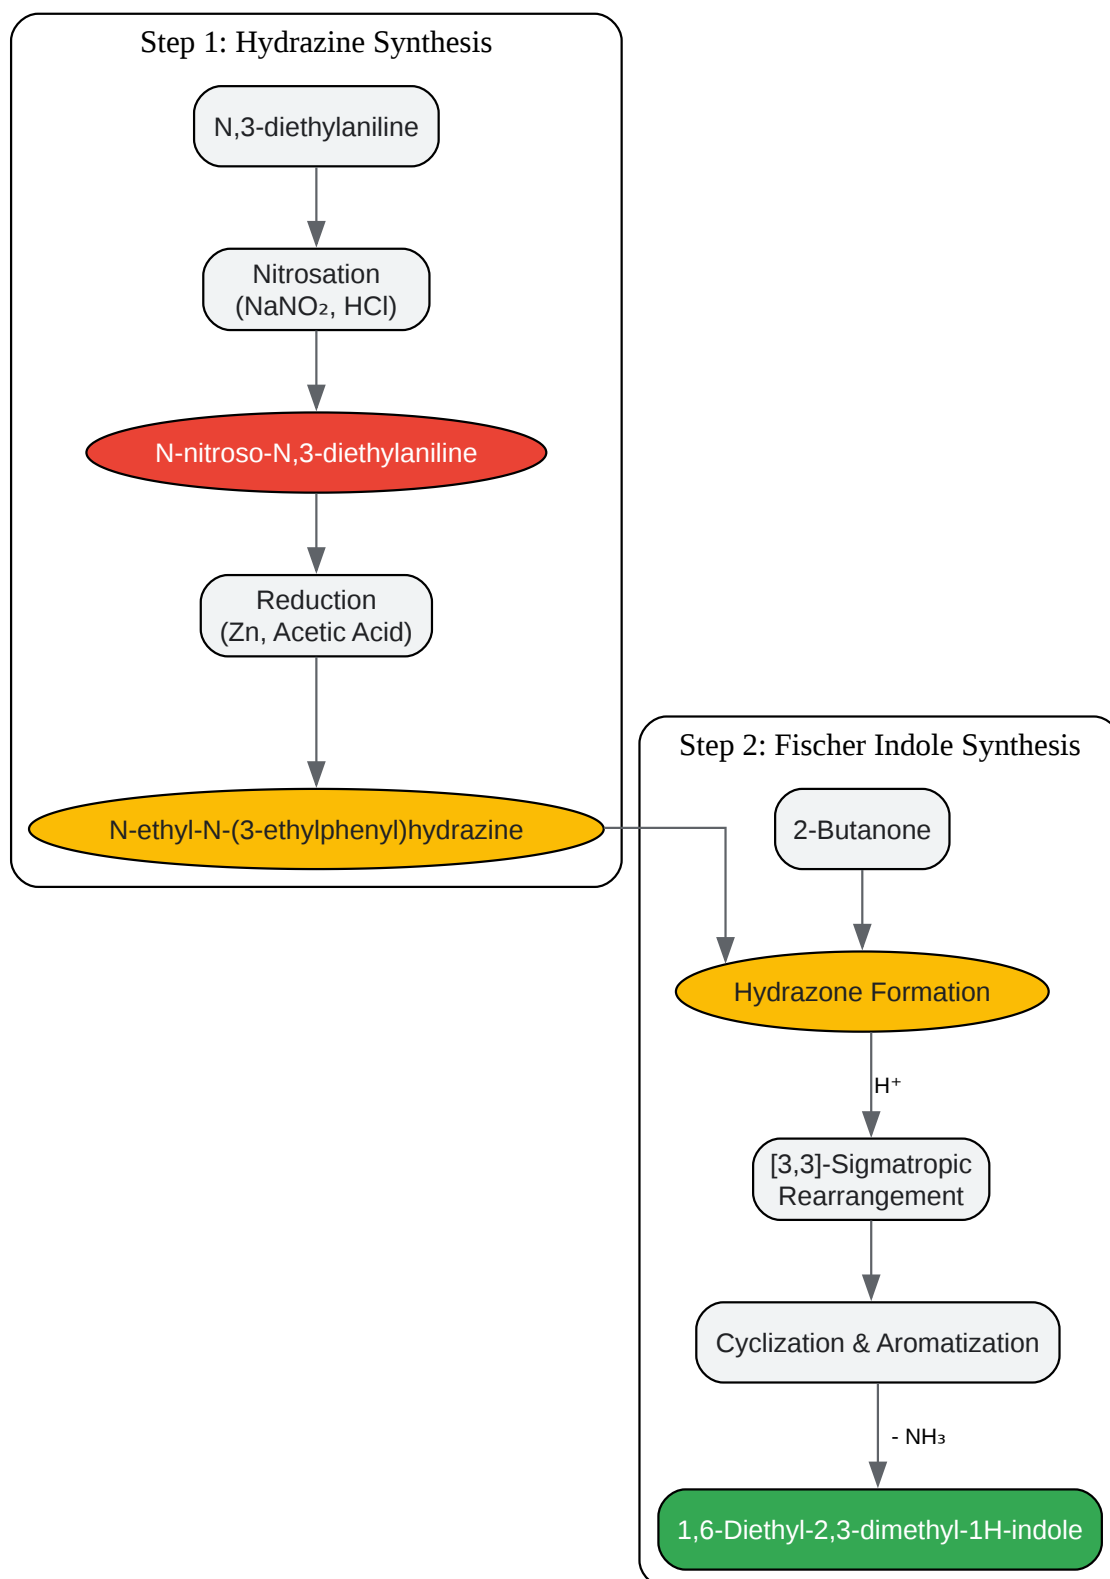 Step 1: Hydrazine Synthesis
N,3-diethylaniline
Nitrosation
(NaNO₂, HCl)
N-nitroso-N,3-diethylaniline
Reduction
(Zn, Acetic Acid)
N-ethyl-N-(3-ethylphenyl)hydrazine
Step 2: Fischer Indole Synthesis
2-Butanone
Hydrazone Formation
H⁺
[3,3]-Sigmatropic
Rearrangement
Cyclization & Aromatization
- NH₃
1,6-Diethyl-2,3-dimethyl-1H-indole